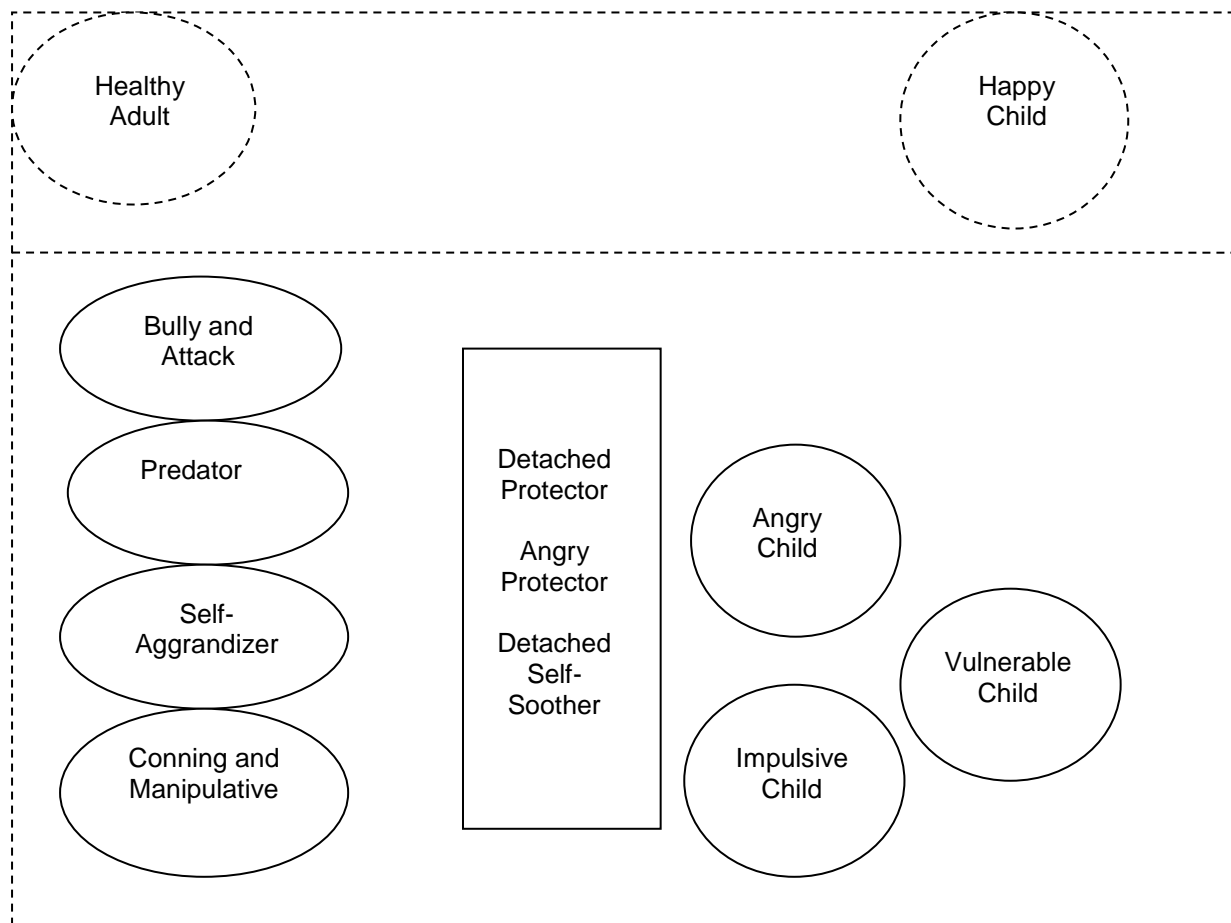 Healthy
Adult
Happy
Child
Bully and
Attack
Predator
Self-
Aggrandizer
Conning and
Manipulative
Detached
Protector
Angry
Protector
Detached
Self-
Soother
Angry
Child
Impulsive
Child
Vulnerable
Child